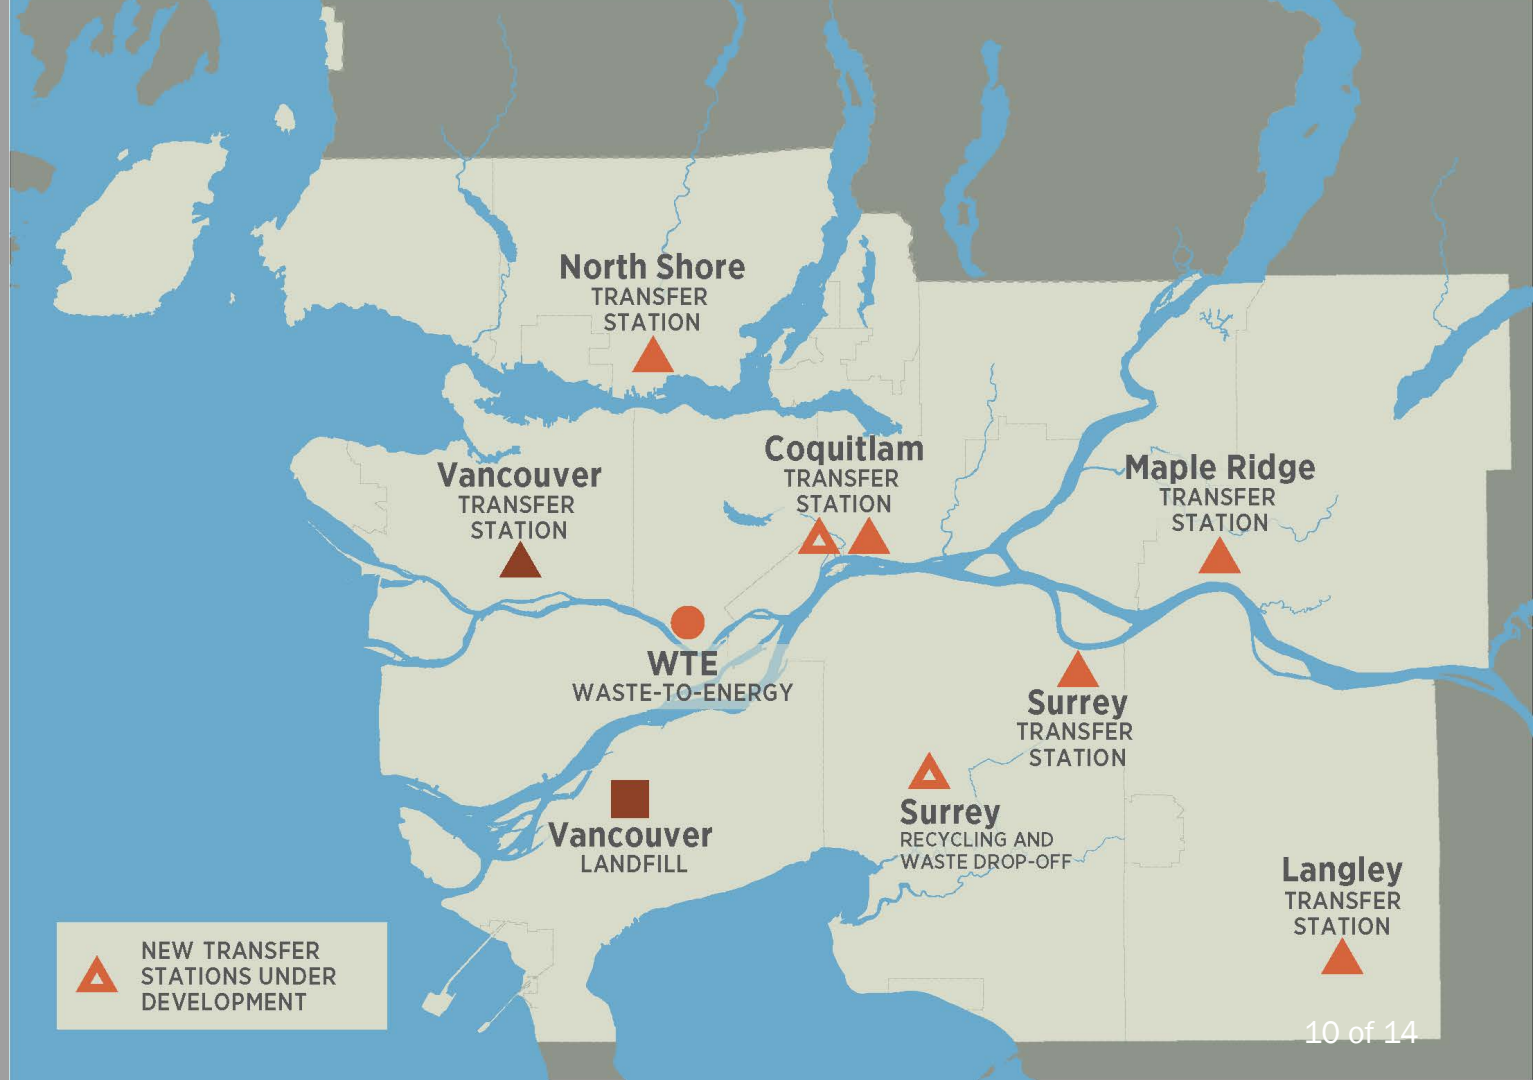 North Shore
TRANSFER
STATION
Coquitlam
TRANSFER
STATION
Vancouver
TRANSFER
STATION
Maple Ridge
TRANSFER
STATION
WTE
WASTE-TO-ENERGY
Surrey
TRANSFER
STATION
Vancouver
LANDFILL
Surrey
RECYCLING AND
WASTE DROP-OFF
Langley
TRANSFER
STATION
NEW TRANSFER
STATIONS UNDER
DEVELOPMENT
10 of 14